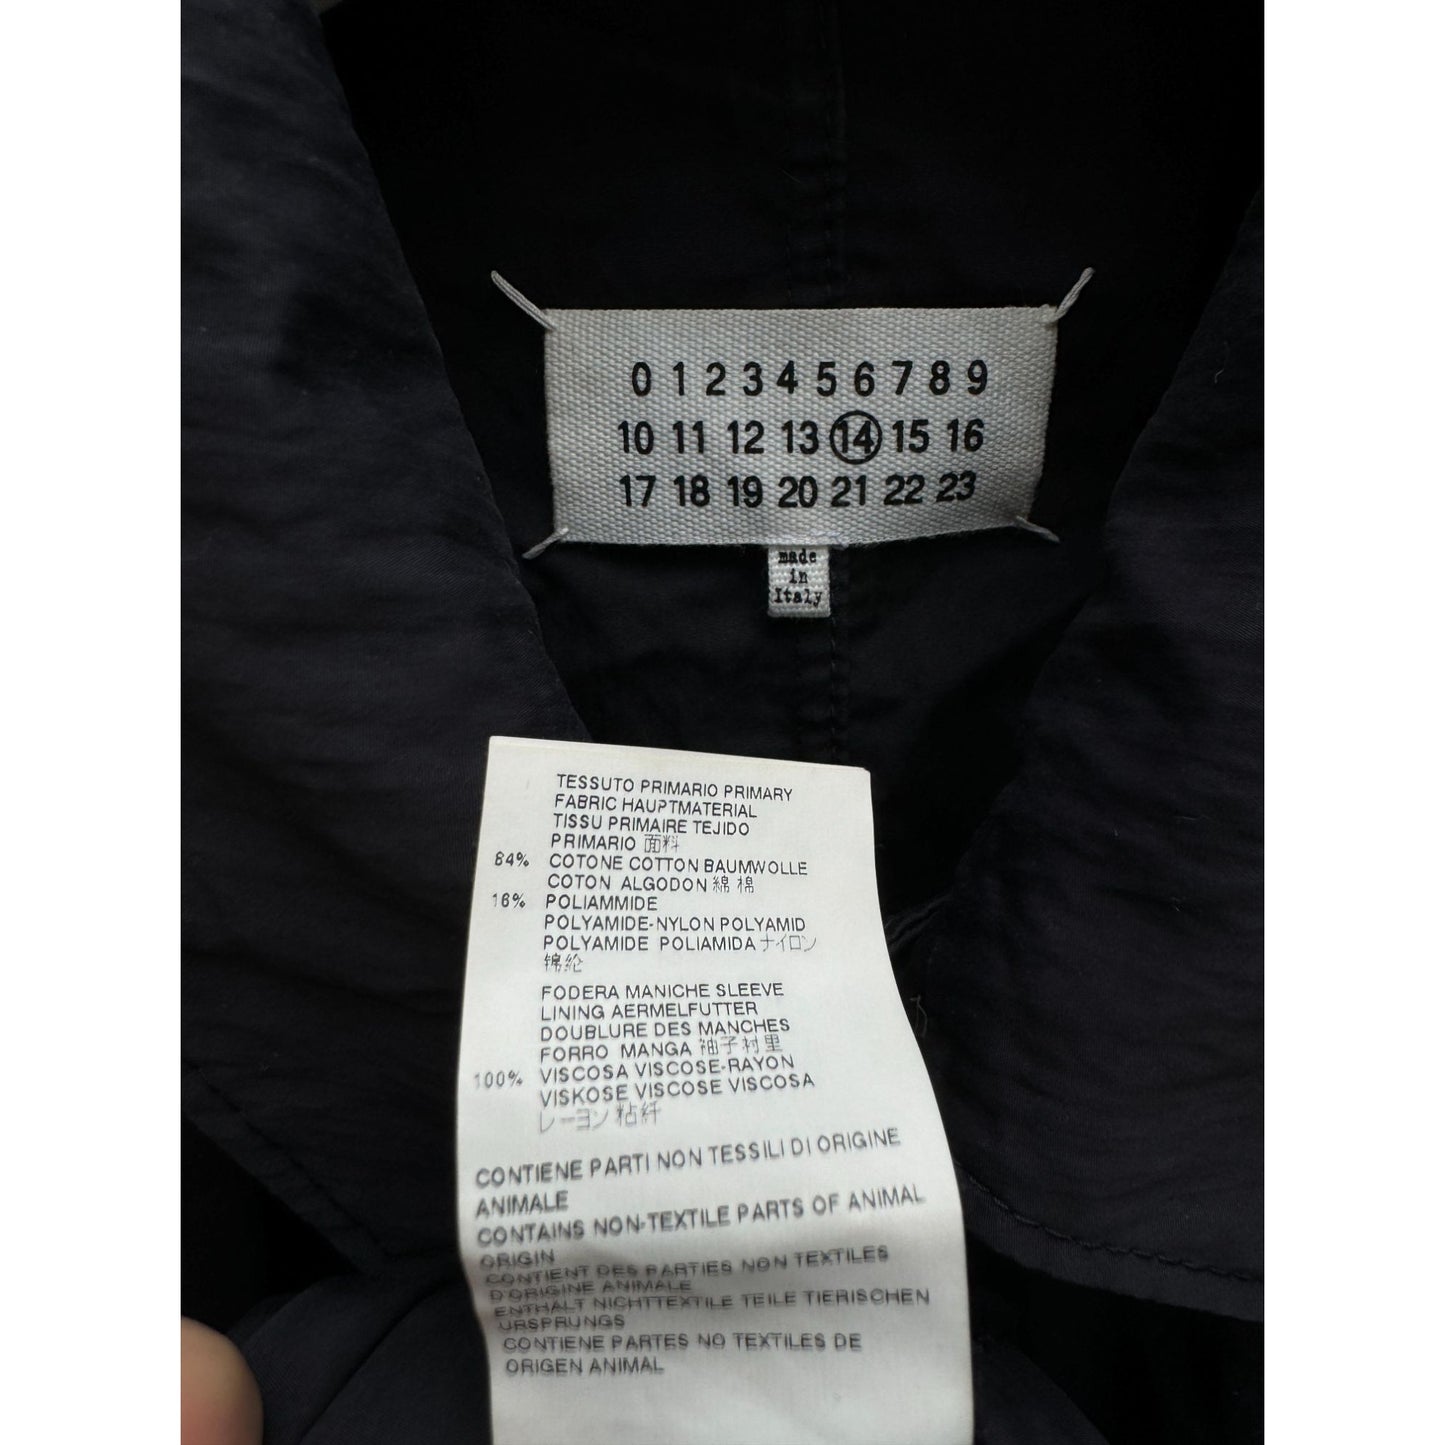 0 1 2 3 4 5 6 7 8 9
10 11 12 13 14 15 16
17 18 19 20 21 22 23
made
in
Italy
TESSUTO PRIMARIO PRIMARY
FABRIC HAUPTMATERIAL
TISSU PRIMAIRE TEJIDO
PRIMARIO 面料
84% COTONE COTTON BAUMWOLLE
COTON ALGODON 綿 棉
16% POLIAMMIDE
POLYAMIDE-NYLON POLYAMID
POLYAMIDE POLIAMIDA ナイロン
锦纶
FODERA MANICHE SLEEVE
LINING AERMELFUTTER
DOUBLURE DES MANCHES
FORRO MANGA 袖子衬里
100% VISCOSA VISCOSE-RAYON
VISKOSE VISCOSE VISCOSA
レーヨン 粘纤
CONTIENE PARTI NON TESSILI DI ORIGINE
ANIMALE
CONTAINS NON-TEXTILE PARTS OF ANIMAL
ORIGIN
CONTIENT DES PARTIES NON TEXTILES
D'ORIGINE ANIMALE
ENTHALT NICHTTEXTILE TEILE TIERISCHEN
URSPRUNGS
CONTIENE PARTES NO TEXTILES DE
ORIGEN ANIMAL